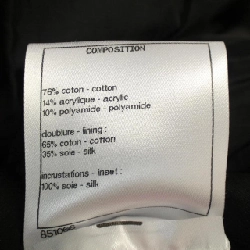 COMPOSITION
76% coton - cotton
14% acrylique - acrylic
10% polyamide - polyamide
doublure - lining :
65% coton - cotton
35% soie - silk
incrustations - inset :
100% soie - silk